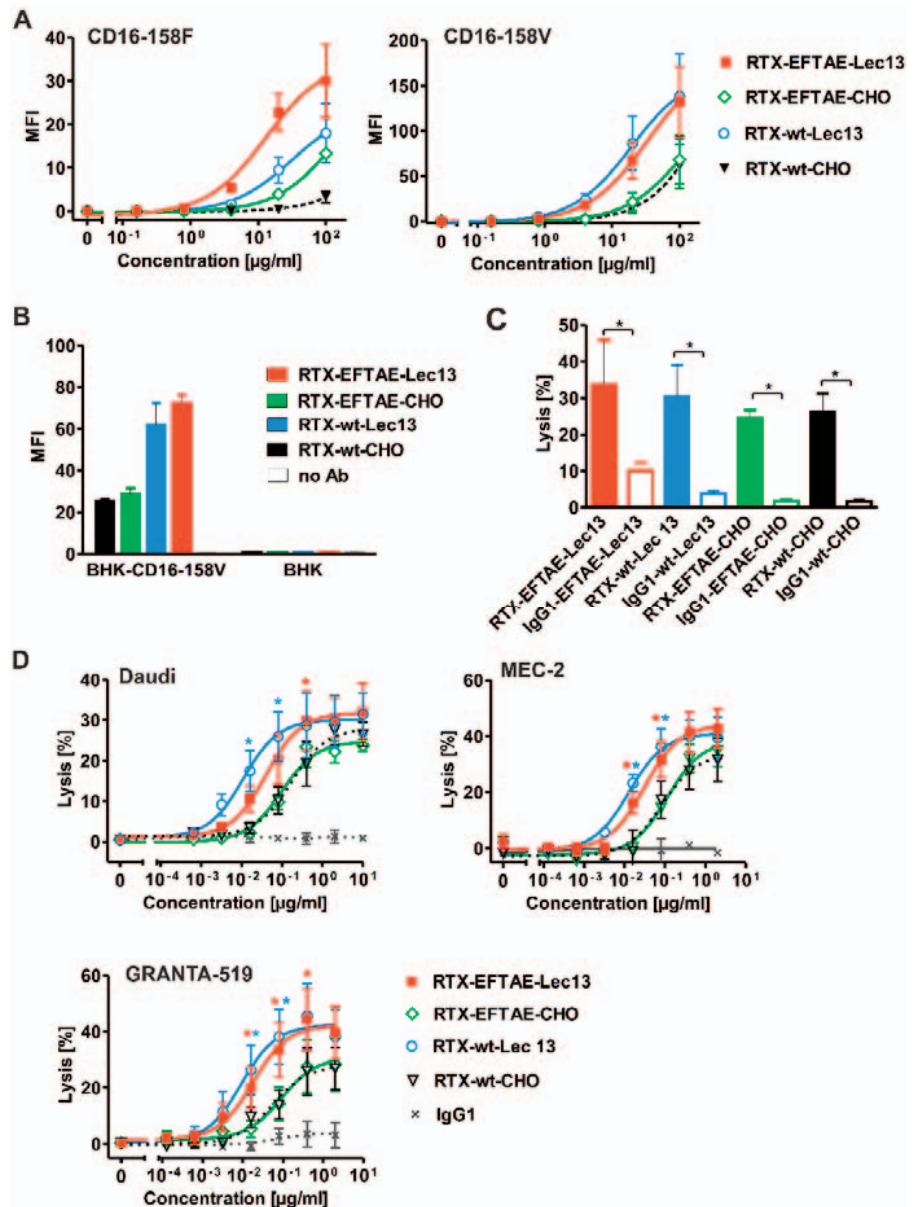 A
CD16-158F
CD16-158V
MFI
40
30
20
10
0
0 10-1 100 101 102
Concentration [µg/ml]
MFI
200
150
100
50
0
0 10-1 100 101 102
Concentration [µg/ml]
RTX-EFTAE-Lec13
RTX-EFTAE-CHO
RTX-wt-Lec13
RTX-wt-CHO
B
MFI
100
80
60
40
20
0
BHK-CD16-158V BHK
RTX-EFTAE-Lec13
RTX-EFTAE-CHO
RTX-wt-Lec13
RTX-wt-CHO
no Ab
C
Lysis [%]
50
40
30
20
10
0
* * * *
RTX-EFTAE-Lec13
IgG1-EFTAE-Lec13
RTX-wt-Lec 13
IgG1-wt-Lec13
RTX-EFTAE-CHO
IgG1-EFTAE-CHO
RTX-wt-CHO
IgG1-wt-CHO
D
Daudi
Lysis [%]
40
30
20
10
0
* * *
0 10-4 10-3 10-2 10-1 100 101
Concentration [µg/ml]
MEC-2
Lysis [%]
60
40
20
0
** **
0 10-4 10-3 10-2 10-1 100 101
Concentration [µg/ml]
GRANTA-519
Lysis [%]
60
40
20
0
** ** *
0 10-4 10-3 10-2 10-1 100 101
Concentration [µg/ml]
RTX-EFTAE-Lec13
RTX-EFTAE-CHO
RTX-wt-Lec 13
RTX-wt-CHO
IgG1